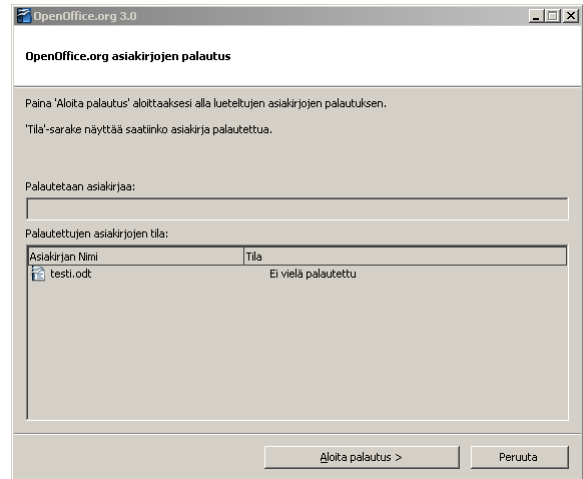 OpenOffice.org 3.0
OpenOffice.org asiakirjojen palautus
Paina 'Aloita palautus' aloittaaksesi alla lueteltujen asiakirjojen palautuksen.
'Tila'-sarake näyttää saatiinko asiakirja palautettua.
Palautetaan asiakirjaa:
Palautettujen asiakirjojen tila:
Asiakirjan Nimi Tila
testi.odt Ei vielä palautettu
Aloita palautus > Peruuta